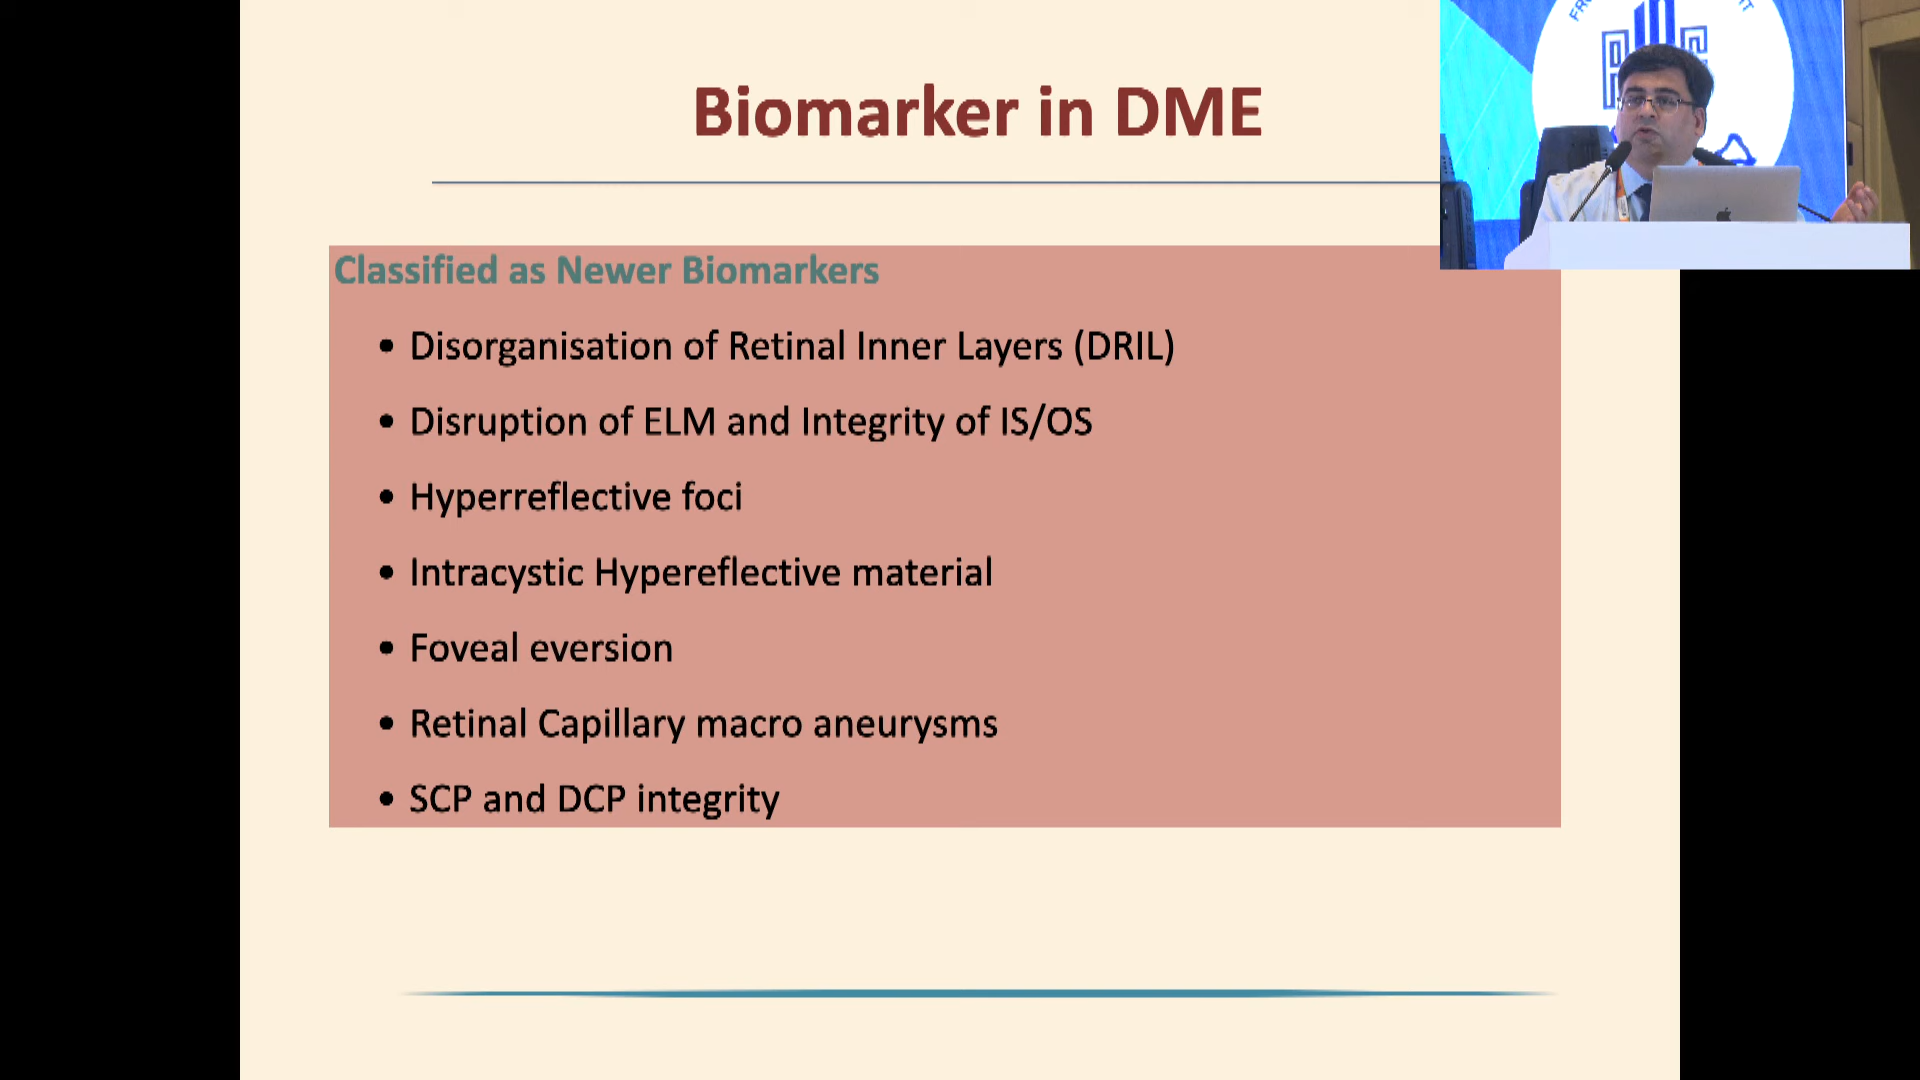 Biomarker in DME
Classified as Newer Biomarkers
• Disorganisation of Retinal Inner Layers (DRIL)
• Disruption of ELM and Integrity of IS/OS
• Hyperreflective foci
• Intracystic Hypereflective material
• Foveal eversion
• Retinal Capillary macro aneurysms
• SCP and DCP integrity